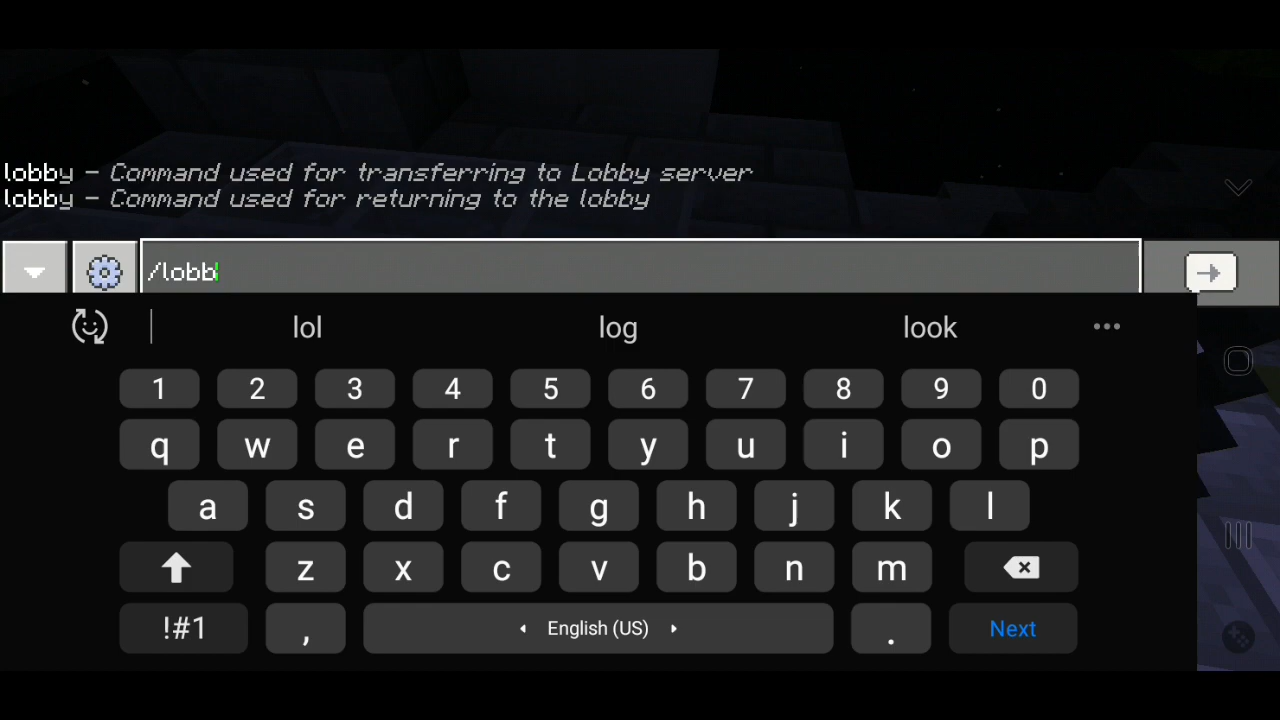 lobby – Command used for transferring to Lobby server
lobby – Command used for returning to the lobby
/lobb
lol log look
1 2 3 4 5 6 7 8 9 0
q w e r t y u i o p
a s d f g h j k l
z x c v b n m
!#1 , English (US) . Next